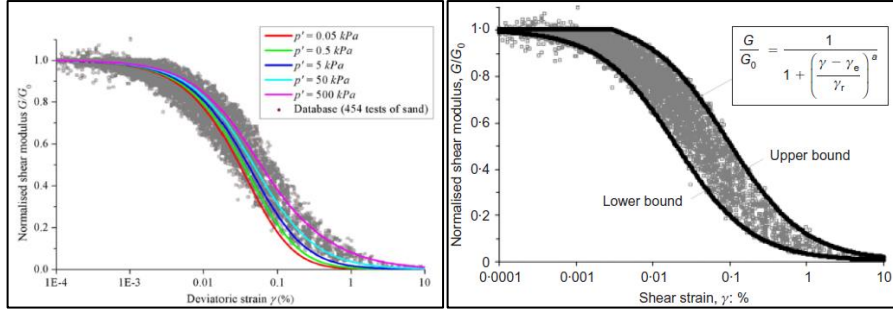 p' = 0.05 kPa
p' = 0.5 kPa
p' = 5 kPa
p' = 50 kPa
p' = 500 kPa
Database (454 tests of sand)
Normalised shear modulus G/G₀
1.0
0.8
0.6
0.4
0.2
0.0
1E-4
1E-3
0.01
0.1
1
10
Deviatoric strain γ (%)
G/G₀ = 1 / (1 + ((γ − γₑ)/γᵣ)ᵃ)
Normalised shear modulus, G/G₀
1·0
0·8
0·6
0·4
0·2
0
Upper bound
Lower bound
0·0001
0·001
0·01
0·1
1
10
Shear strain, γ: %